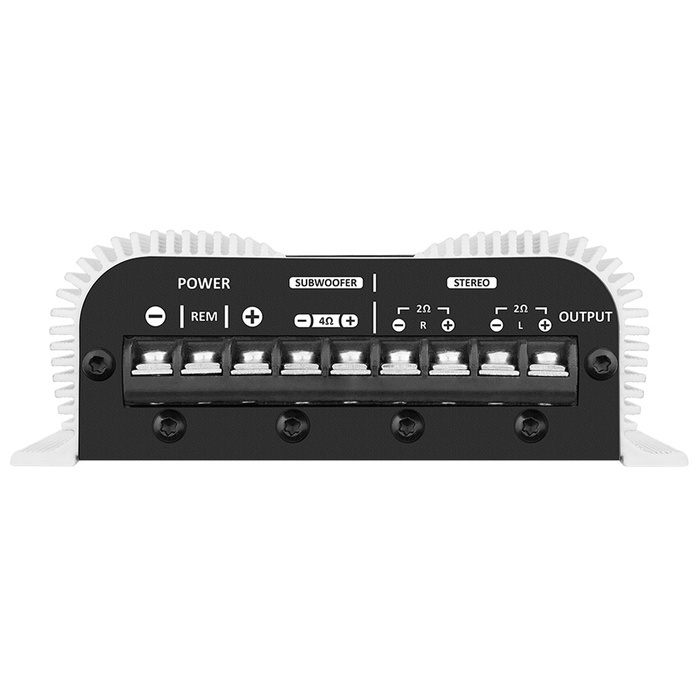 POWER
SUBWOOFER
STEREO
− | REM | +
− 4Ω +
2Ω
− R +
2Ω
− L +
OUTPUT